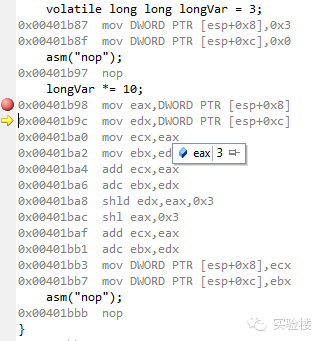 volatile long long longVar = 3;
0x00401b87 mov DWORD PTR [esp+0x8],0x3
0x00401b8f mov DWORD PTR [esp+0xc],0x0
asm("nop");
0x00401b97 nop
longVar *= 10;
0x00401b98 mov eax,DWORD PTR [esp+0x8]
0x00401b9c mov edx,DWORD PTR [esp+0xc]
0x00401ba0 mov ecx,eax
0x00401ba2 mov ebx,ed
eax 3
0x00401ba4 add ecx,eax
0x00401ba6 adc ebx,edx
0x00401ba8 shld edx,eax,0x3
0x00401bac shl eax,0x3
0x00401baf add ecx,eax
0x00401bb1 adc ebx,edx
0x00401bb3 mov DWORD PTR [esp+0x8],ecx
0x00401bb7 mov DWORD PTR [esp+0xc],ebx
asm("nop");
0x00401bbb nop
}
实验楼